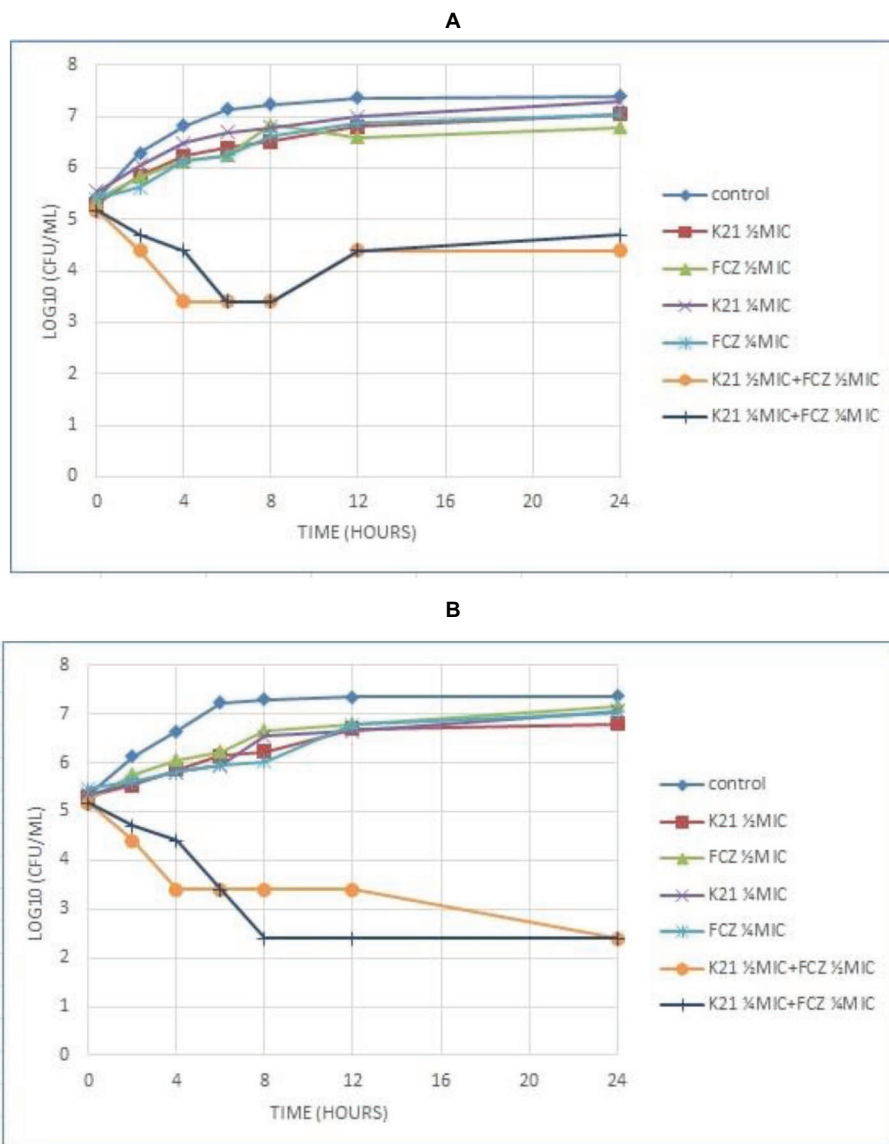 A
8
7
6
5
4
3
2
1
0
LOG10 (CFU/ML)
0 4 8 12 16 20 24
TIME (HOURS)
control
K21 ½MIC
FCZ ½MIC
K21 ¼MIC
FCZ ¼MIC
K21 ½MIC+FCZ ½MIC
K21 ¼MIC+FCZ ¼MIC
B
8
7
6
5
4
3
2
1
0
LOG10 (CFU/ML)
0 4 8 12 16 20 24
TIME (HOURS)
control
K21 ½MIC
FCZ ½MIC
K21 ¼MIC
FCZ ¼MIC
K21 ½MIC+FCZ ½MIC
K21 ¼MIC+FCZ ¼MIC